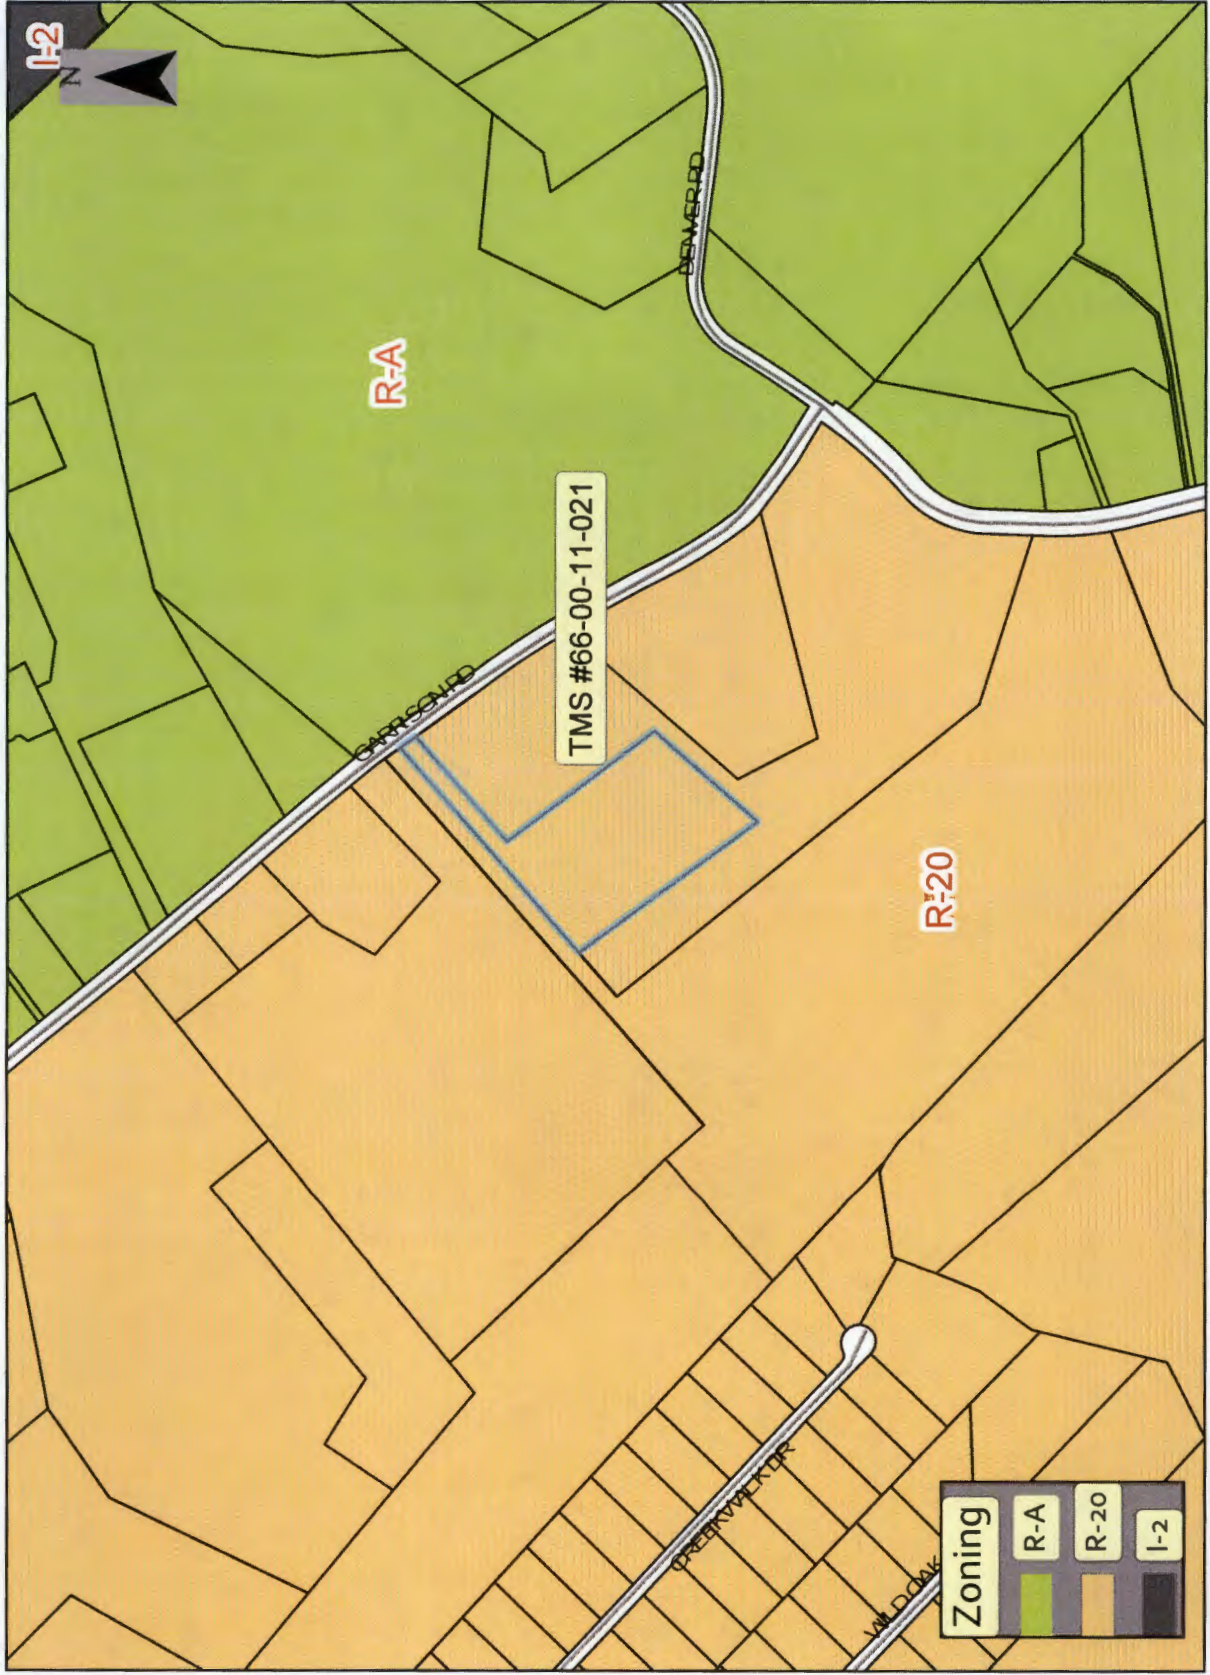 I-2
N
R-A
DENVER RD
TMS #66-00-11-021
GARRISON RD
R-20
CREEKWALK DR
WILD OAK
Zoning
R-A
R-20
I-2